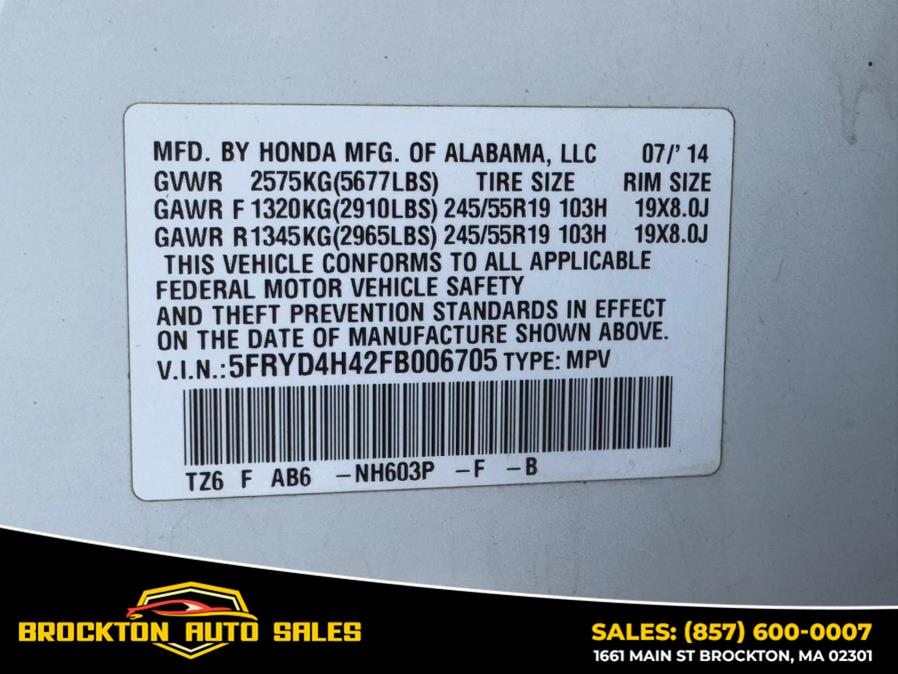 MFD. BY HONDA MFG. OF ALABAMA, LLC 07/'14
GVWR 2575KG(5677LBS) TIRE SIZE RIM SIZE
GAWR F 1320KG(2910LBS) 245/55R19 103H 19X8.0J
GAWR R 1345KG(2965LBS) 245/55R19 103H 19X8.0J
THIS VEHICLE CONFORMS TO ALL APPLICABLE
FEDERAL MOTOR VEHICLE SAFETY
AND THEFT PREVENTION STANDARDS IN EFFECT
ON THE DATE OF MANUFACTURE SHOWN ABOVE.
V.I.N.: 5FRYD4H42FB006705 TYPE: MPV
TZ6 F AB6 -NH603P -F -B
BROCKTON AUTO SALES
SALES: (857) 600-0007
1661 MAIN ST BROCKTON, MA 02301